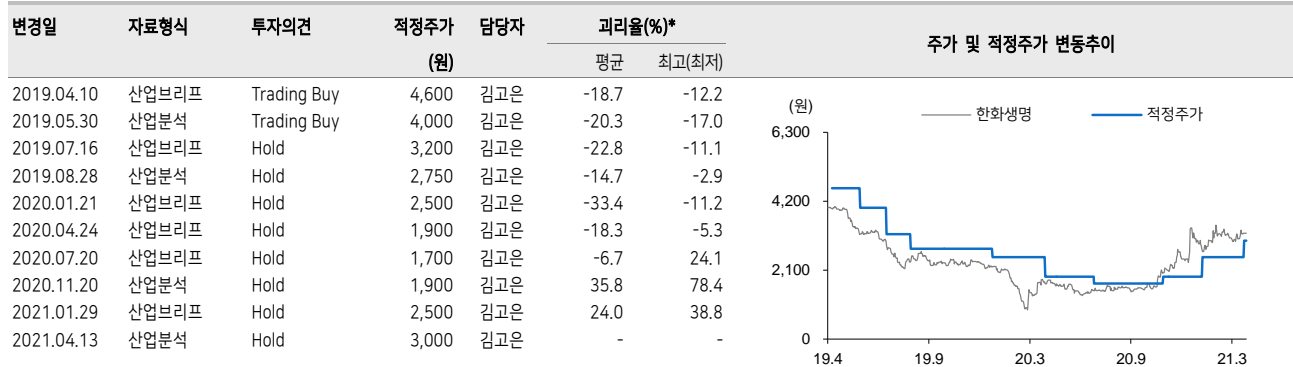 변경일 자료형식 투자의견 적정주가 담당자 괴리율(%)* 주가 및 적정주가 변동추이
(원) 평균 최고(최저)
2019.04.10 산업브리프 Trading Buy 4,600 김고은 -18.7 -12.2
2019.05.30 산업분석 Trading Buy 4,000 김고은 -20.3 -17.0
2019.07.16 산업브리프 Hold 3,200 김고은 -22.8 -11.1
2019.08.28 산업분석 Hold 2,750 김고은 -14.7 -2.9
2020.01.21 산업브리프 Hold 2,500 김고은 -33.4 -11.2
2020.04.24 산업브리프 Hold 1,900 김고은 -18.3 -5.3
2020.07.20 산업브리프 Hold 1,700 김고은 -6.7 24.1
2020.11.20 산업분석 Hold 1,900 김고은 35.8 78.4
2021.01.29 산업브리프 Hold 2,500 김고은 24.0 38.8
2021.04.13 산업분석 Hold 3,000 김고은 - -
(원) 한화생명 적정주가
6,300
4,200
2,100
0
19.4 19.9 20.3 20.9 21.3